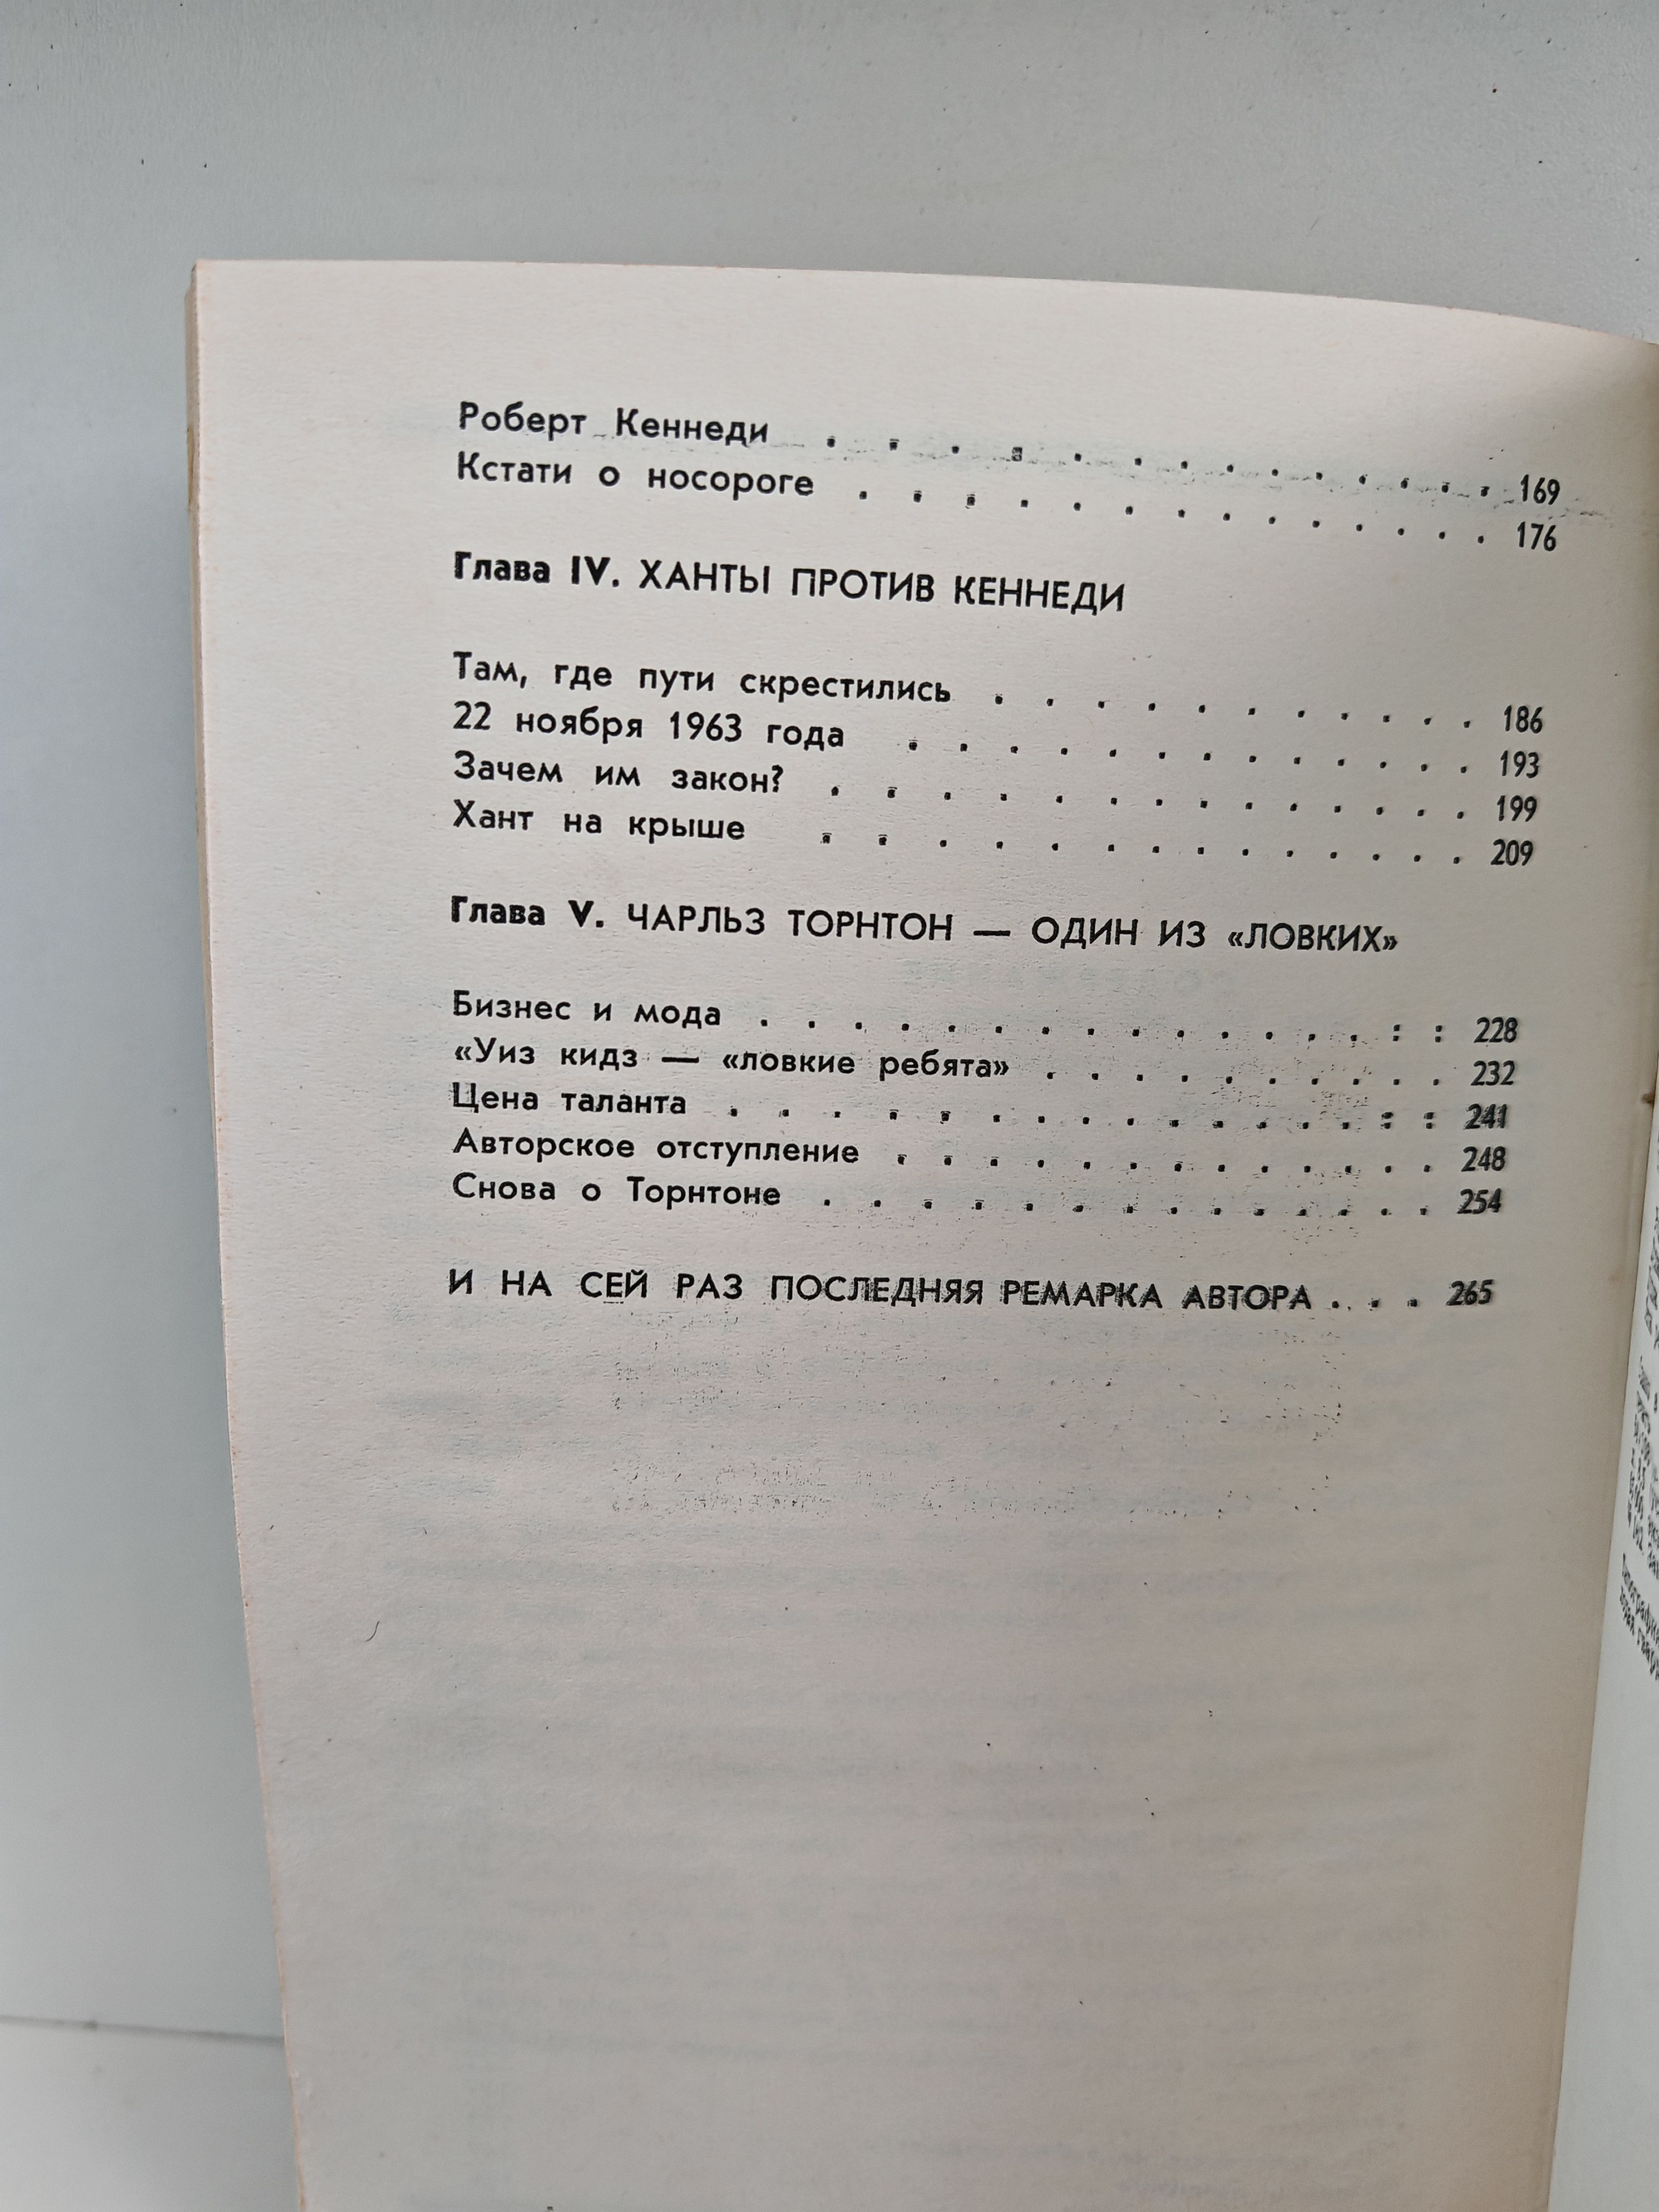 Роберт Кеннеди . . . . . . . . . . . . . 169
Кстати о носороге . . . . . . . . . . . . . 176
Глава IV. ХАНТЫ ПРОТИВ КЕННЕДИ
Там, где пути скрестились . . . . . . . . . . 186
22 ноября 1963 года . . . . . . . . . . . . 193
Зачем им закон? . . . . . . . . . . . . . 199
Хант на крыше . . . . . . . . . . . . . 209
Глава V. ЧАРЛЬЗ ТОРНТОН — ОДИН ИЗ «ЛОВКИХ»
Бизнес и мода . . . . . . . . . . . . . . : : 228
«Уиз кидз — «ловкие ребята» . . . . . . . . . 232
Цена таланта . . . . . . . . . . . . . : : 241
Авторское отступление . . . . . . . . . . . . 248
Снова о Торнтоне . . . . . . . . . . . . . 254
И НА СЕЙ РАЗ ПОСЛЕДНЯЯ РЕМАРКА АВТОРА . . . 265